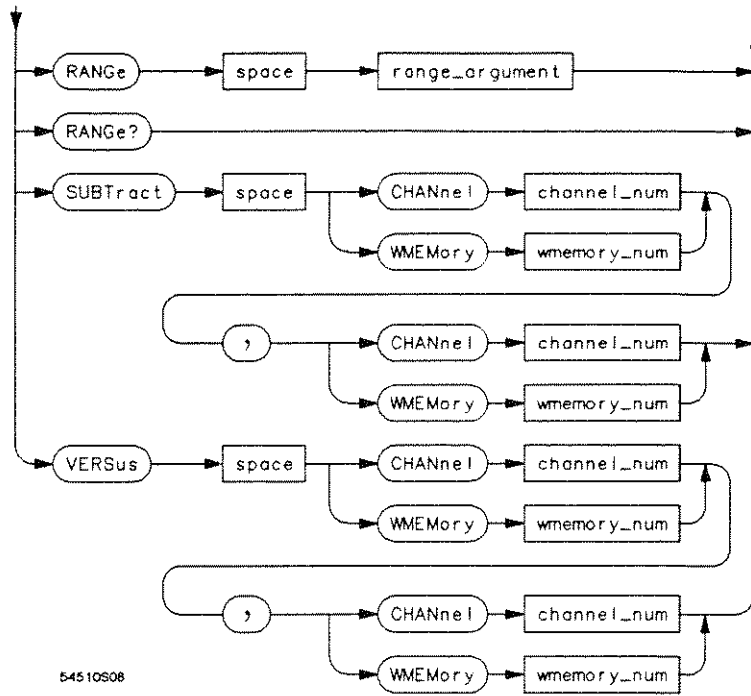 RANGe space range_argument
RANGe?
SUBTract space CHANnel channel_num
WMEMory wmemory_num
, CHANnel channel_num
WMEMory wmemory_num
VERSus space CHANnel channel_num
WMEMory wmemory_num
, CHANnel channel_num
WMEMory wmemory_num
54510S08